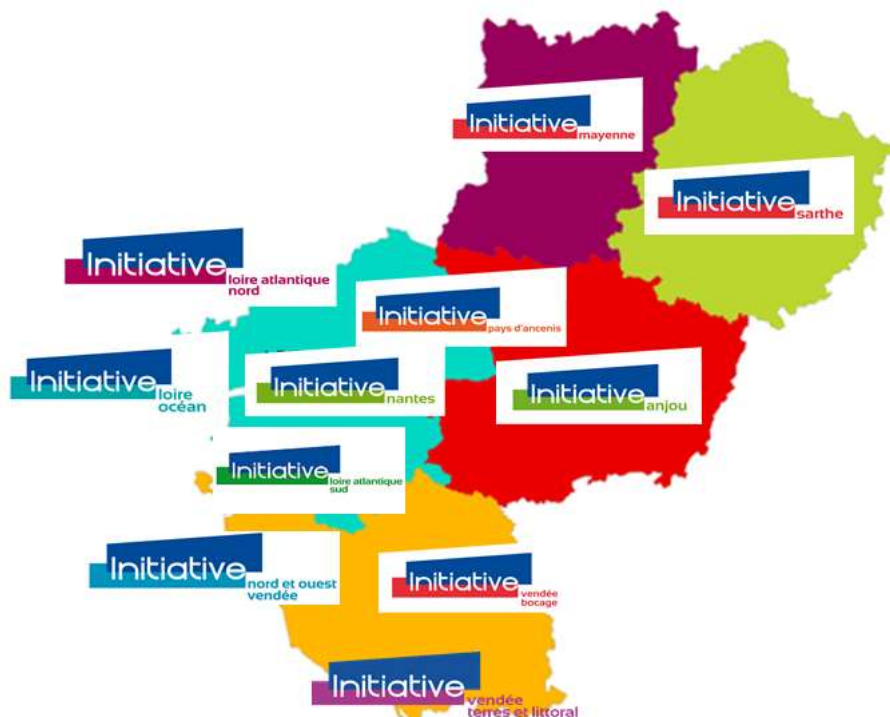 Initiative
mayenne
Initiative
sarthe
Initiative
loire atlantique
nord
Initiative
pays d'ancenis
Initiative
loire
océan
Initiative
nantes
Initiative
anjou
Initiative
loire atlantique
sud
Initiative
nord et ouest
vendée
Initiative
vendée
bocage
Initiative
vendée
terres et littoral